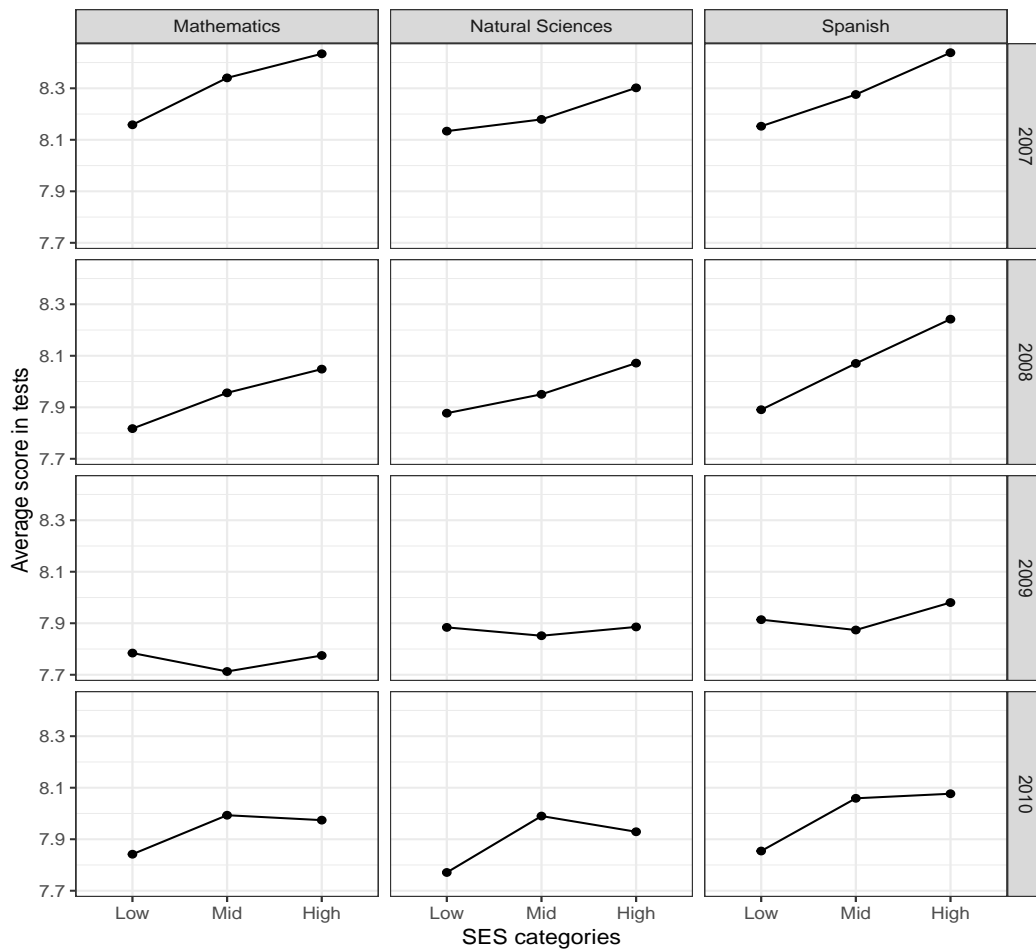 Mathematics
Natural Sciences
Spanish
8.3
8.1
7.9
7.7
2007
8.3
8.1
7.9
7.7
2008
8.3
8.1
7.9
7.7
2009
8.3
8.1
7.9
7.7
2010
Average score in tests
Low Mid High
Low Mid High
Low Mid High
SES categories